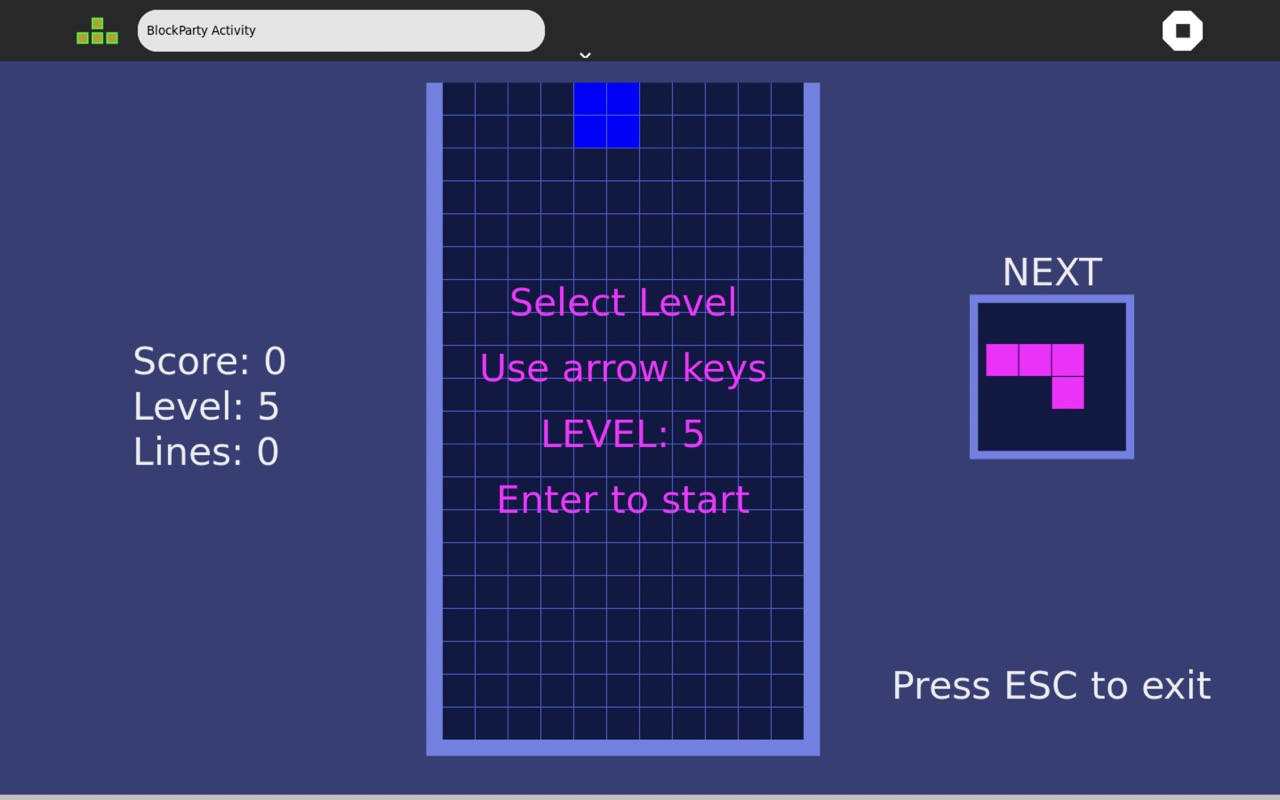 BlockParty Activity
Score: 0
Level: 5
Lines: 0
Select Level
Use arrow keys
LEVEL: 5
Enter to start
NEXT
Press ESC to exit